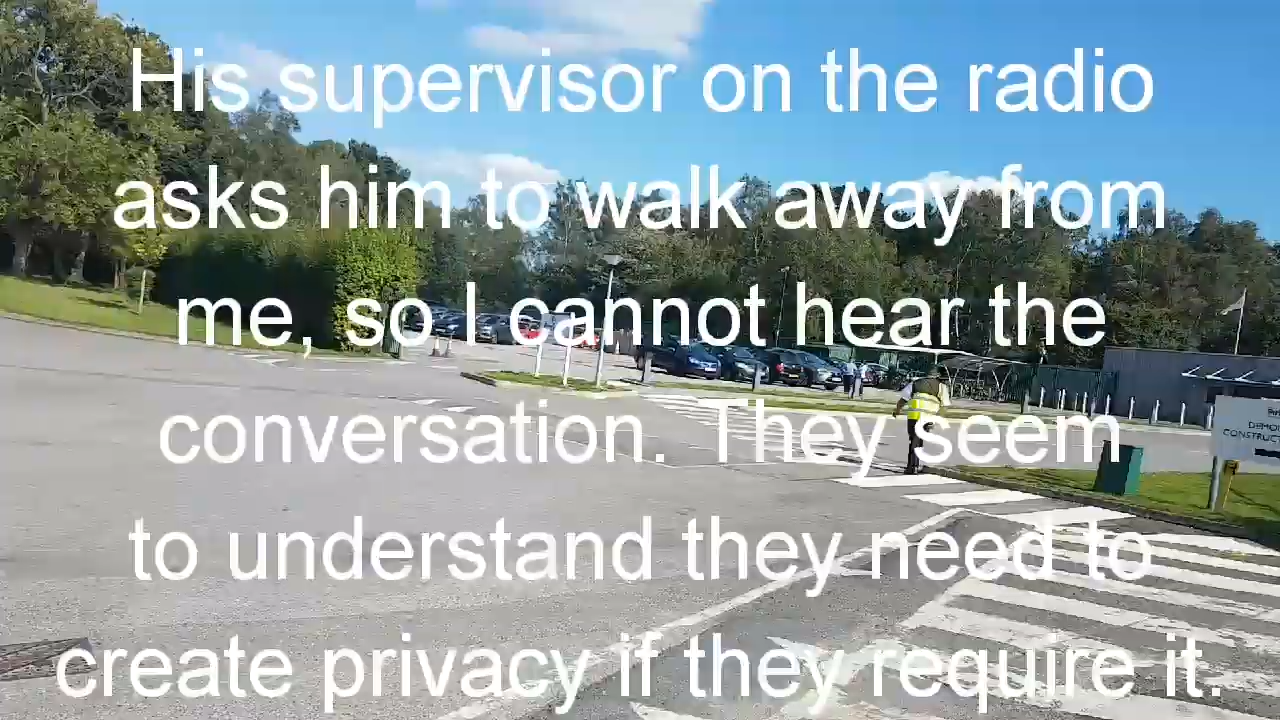 His supervisor on the radio
asks him to walk away from
me, so I cannot hear the
conversation. They seem
to understand they need to
create privacy if they require it.